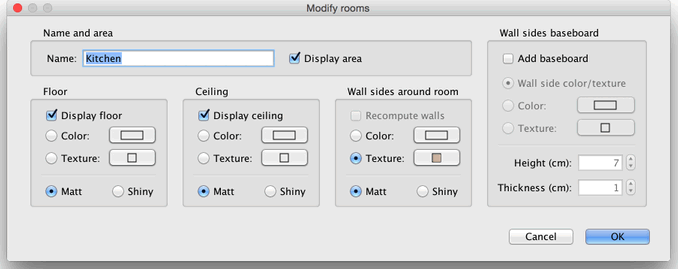 Modify rooms
Name and area
Name: Kitchen
Display area
Floor
Display floor
Color:
Texture:
Matt Shiny
Ceiling
Display ceiling
Color:
Texture:
Matt Shiny
Wall sides around room
Recompute walls
Color:
Texture:
Matt Shiny
Wall sides baseboard
Add baseboard
Wall side color/texture
Color:
Texture:
Height (cm): 7
Thickness (cm): 1
Cancel OK